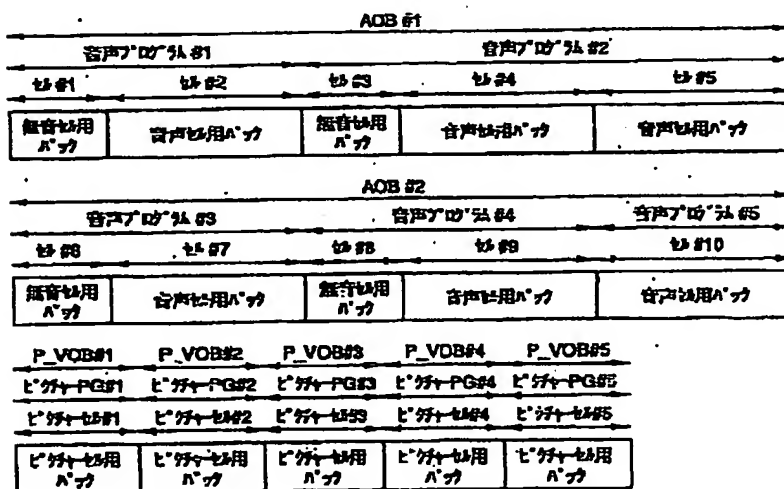 AOB #1
音声プログラム #1 音声プログラム #2
セル #1 セル #2 セル #3 セル #4 セル #5
無音セル用パック 音声セル用パック 無音セル用パック 音声セル用パック 音声セル用パック
AOB #2
音声プログラム #3 音声プログラム #4 音声プログラム #5
セル #6 セル #7 セル #8 セル #9 セル #10
無音セル用パック 音声セル用パック 無音セル用パック 音声セル用パック 音声セル用パック
P_VOB#1 P_VOB#2 P_VOB#3 P_VOB#4 P_VOB#5
ピクチャーPG#1 ピクチャーPG#2 ピクチャーPG#3 ピクチャーPG#4 ピクチャーPG#5
ピクチャーセル#1 ピクチャーセル#2 ピクチャーセル#3 ピクチャーセル#4 ピクチャーセル#5
ピクチャーセル用パック ピクチャーセル用パック ピクチャーセル用パック ピクチャーセル用パック ピクチャーセル用パック